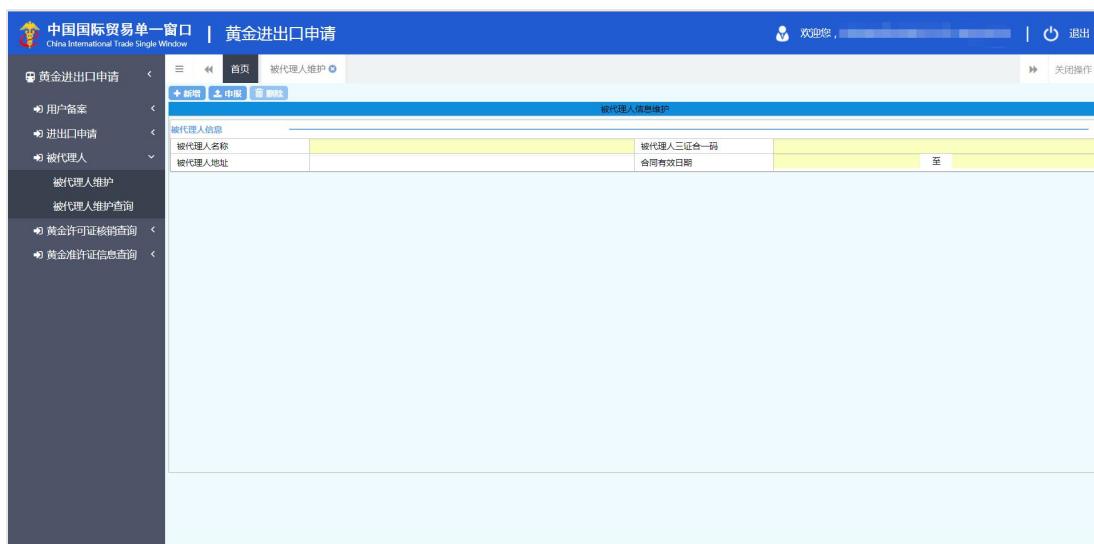 中国国际贸易单一窗口 | 黄金进出口申请
China International Trade Single Window
欢迎您， | 退出
黄金进出口申请
首页 被代理人维护 关闭操作
新增 申报 删除
用户备案
进出口申请
被代理人
被代理人维护
被代理人维护查询
黄金许可证核销查询
黄金准许证信息查询
被代理人信息维护
被代理人信息
被代理人名称 被代理人三证合一码
被代理人地址 合同有效日期 至